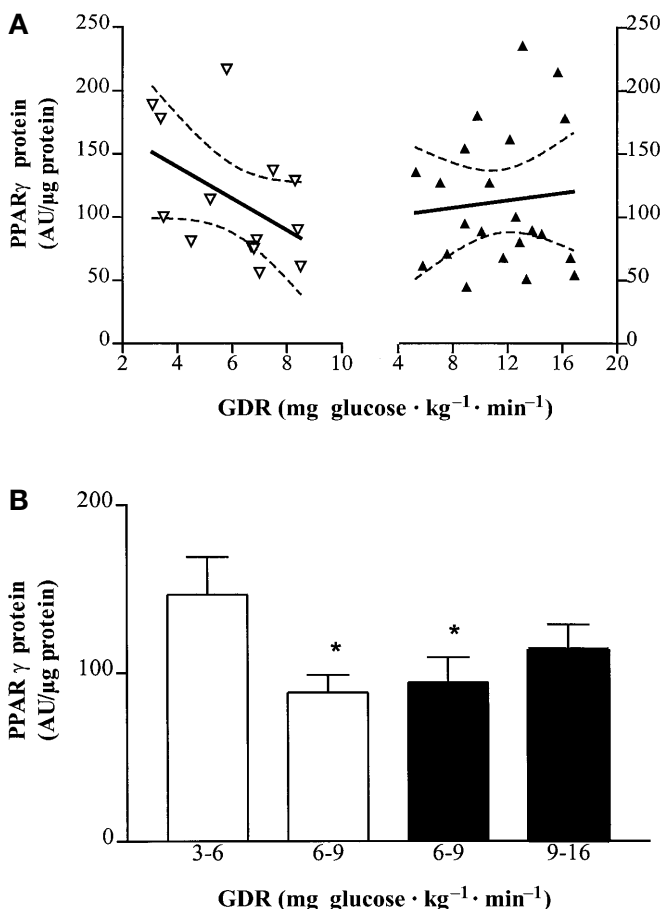 A
PPARγ protein
(AU/μg protein)
250
200
150
100
50
0
2 4 6 8 10
250
200
150
100
50
0
4 8 12 16 20
GDR (mg glucose · kg⁻¹ · min⁻¹)
B
PPAR γ protein
(AU/μg protein)
200
100
0
* *
3-6 6-9 6-9 9-16
GDR (mg glucose · kg⁻¹ · min⁻¹)